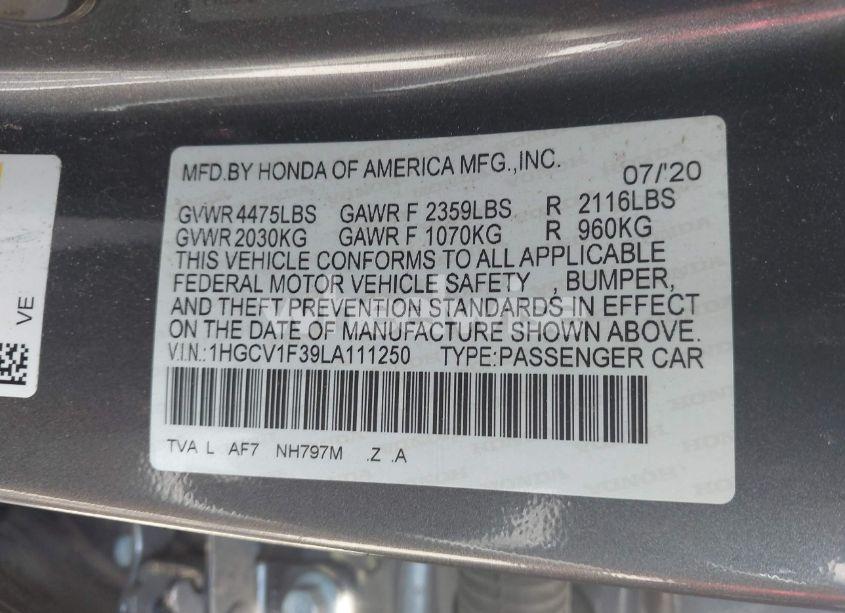 MFD.BY HONDA OF AMERICA MFG.,INC. 07/'20
GVWR 4475LBS GAWR F 2359LBS R 2116LBS
GVWR 2030KG GAWR F 1070KG R 960KG
THIS VEHICLE CONFORMS TO ALL APPLICABLE
FEDERAL MOTOR VEHICLE SAFETY , BUMPER,
AND THEFT PREVENTION STANDARDS IN EFFECT
ON THE DATE OF MANUFACTURE SHOWN ABOVE.
V.I.N.:1HGCV1F39LA111250 TYPE:PASSENGER CAR
TVA L AF7 NH797M .Z .A
VE